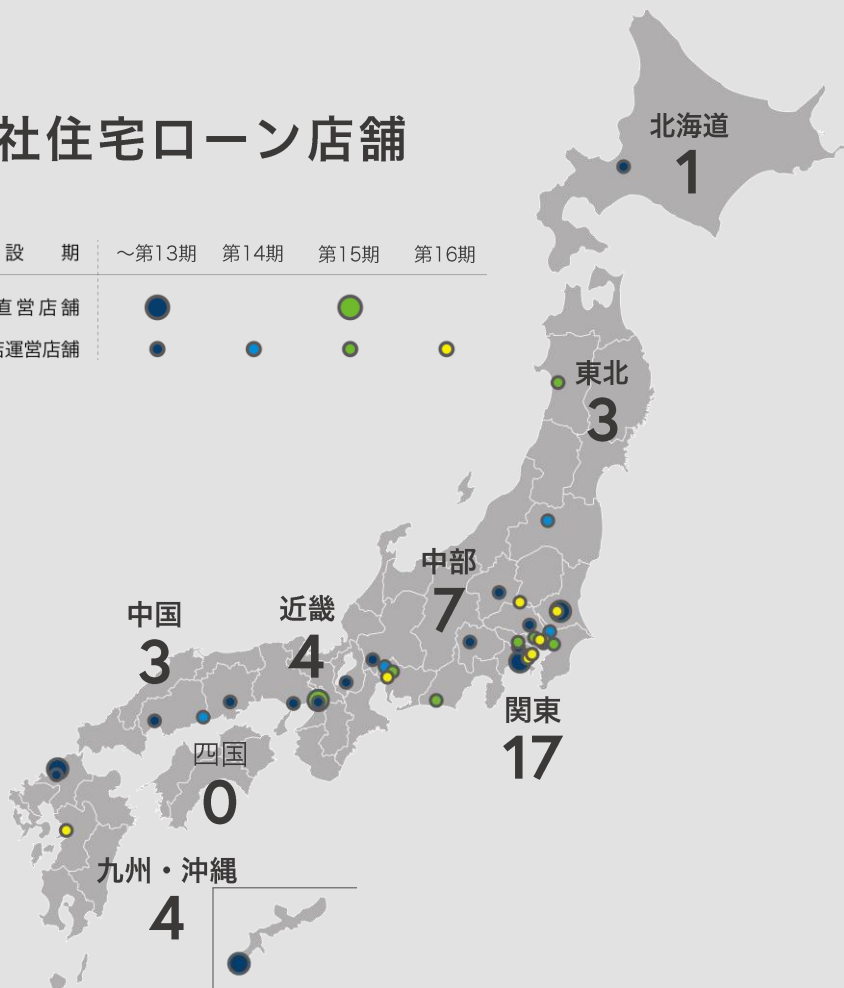 北海道
1
社住宅ローン店舗
設 期 ～第13期 第14期 第15期 第16期
直営店舗
運営店舗
東北
3
中部
7
近畿
4
中国
3
関東
17
四国
0
九州・沖縄
4